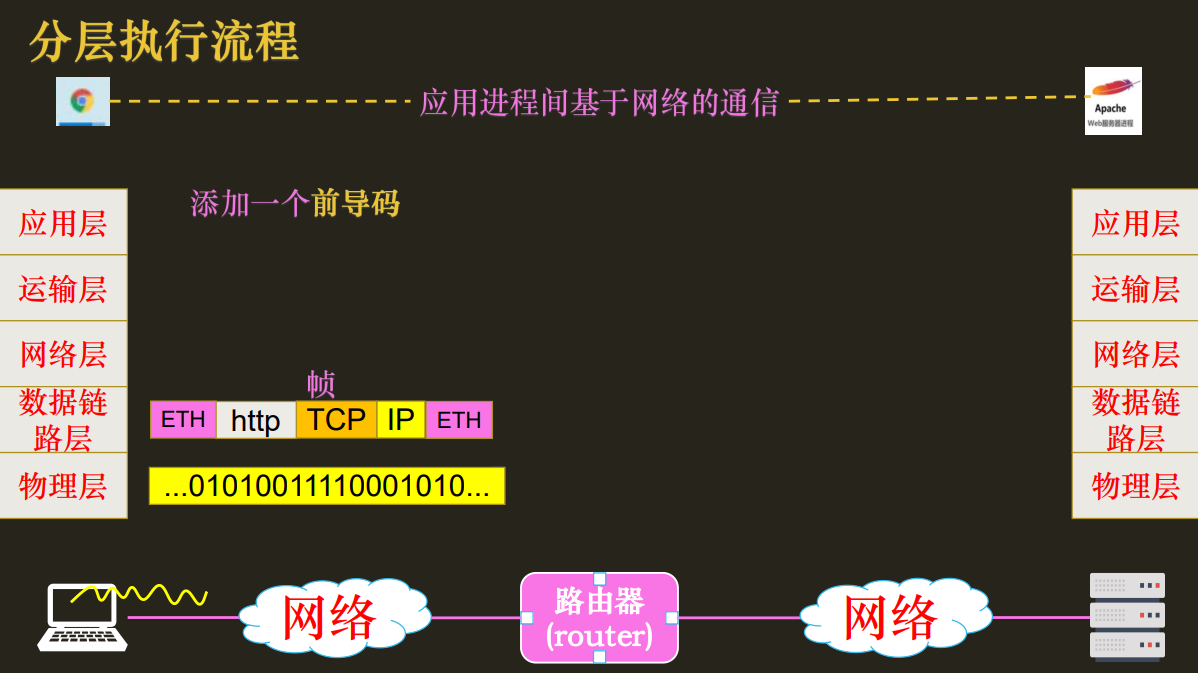 分层执行流程
应用进程间基于网络的通信
Apache
Web服务器进程
添加一个前导码
应用层
运输层
网络层
数据链
路层
物理层
帧
ETH http TCP IP ETH
...01010011110001010...
应用层
运输层
网络层
数据链
路层
物理层
网络
路由器
(router)
网络